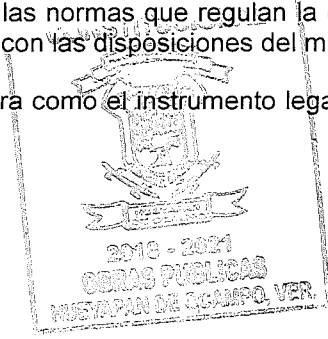 las normas que regulan la
con las disposiciones del m
ra como el instrumento lega
2018 - 2021
OBRAS PUBLICAS
HUEYAPAN DE OCAMPO, VER.